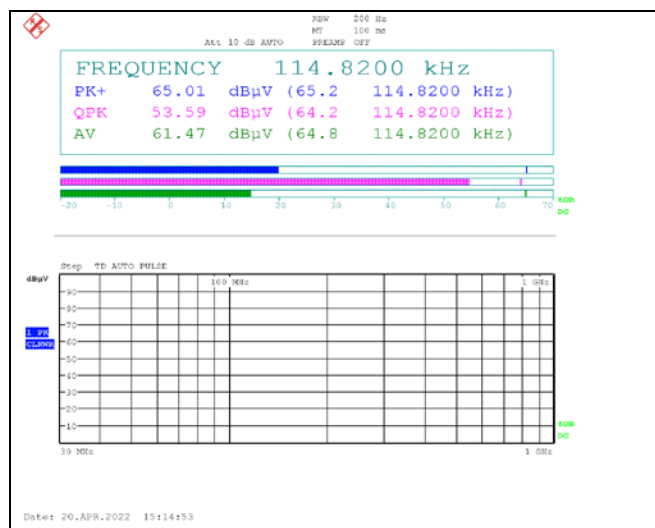 RBW 200 Hz
MT 100 ms
Att 10 dB AUTO PREAMP OFF
FREQUENCY 114.8200 kHz
PK+ 65.01 dBµV (65.2 114.8200 kHz)
QPK 53.59 dBµV (64.2 114.8200 kHz)
AV 61.47 dBµV (64.8 114.8200 kHz)
-20 -10 0 10 20 30 40 50 60 70
6DB
DC
Step TD AUTO PULSE
dBµV
100 MHz 1 GHz
90
80
70
1 PK
CLRWR
60
50
40
30
20
10
6DB
DC
30 MHz 1 GHz
Date: 20.APR.2022 15:14:53